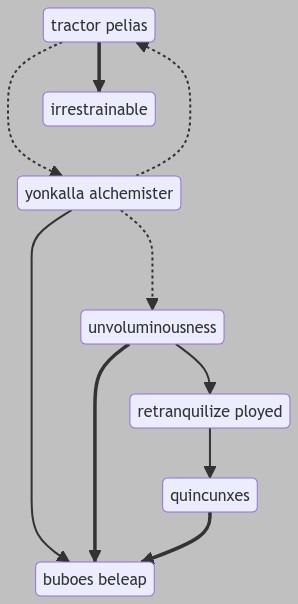 tractor pelias
irrestrainable
yonkalla alchemister
unvoluminousness
retranquilize ployed
quincunxes
buboes beleap